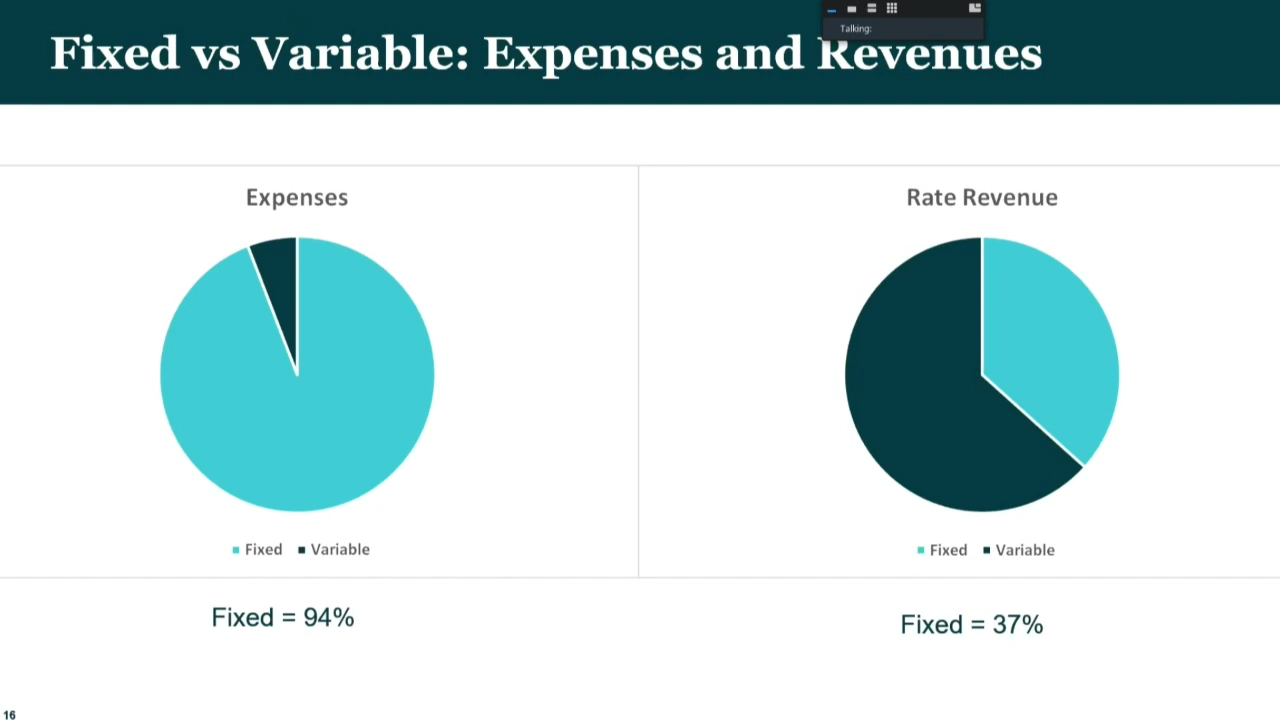 Talking:
Fixed vs Variable: Expenses and Revenues
Expenses
Fixed Variable
Fixed = 94%
Rate Revenue
Fixed Variable
Fixed = 37%
16